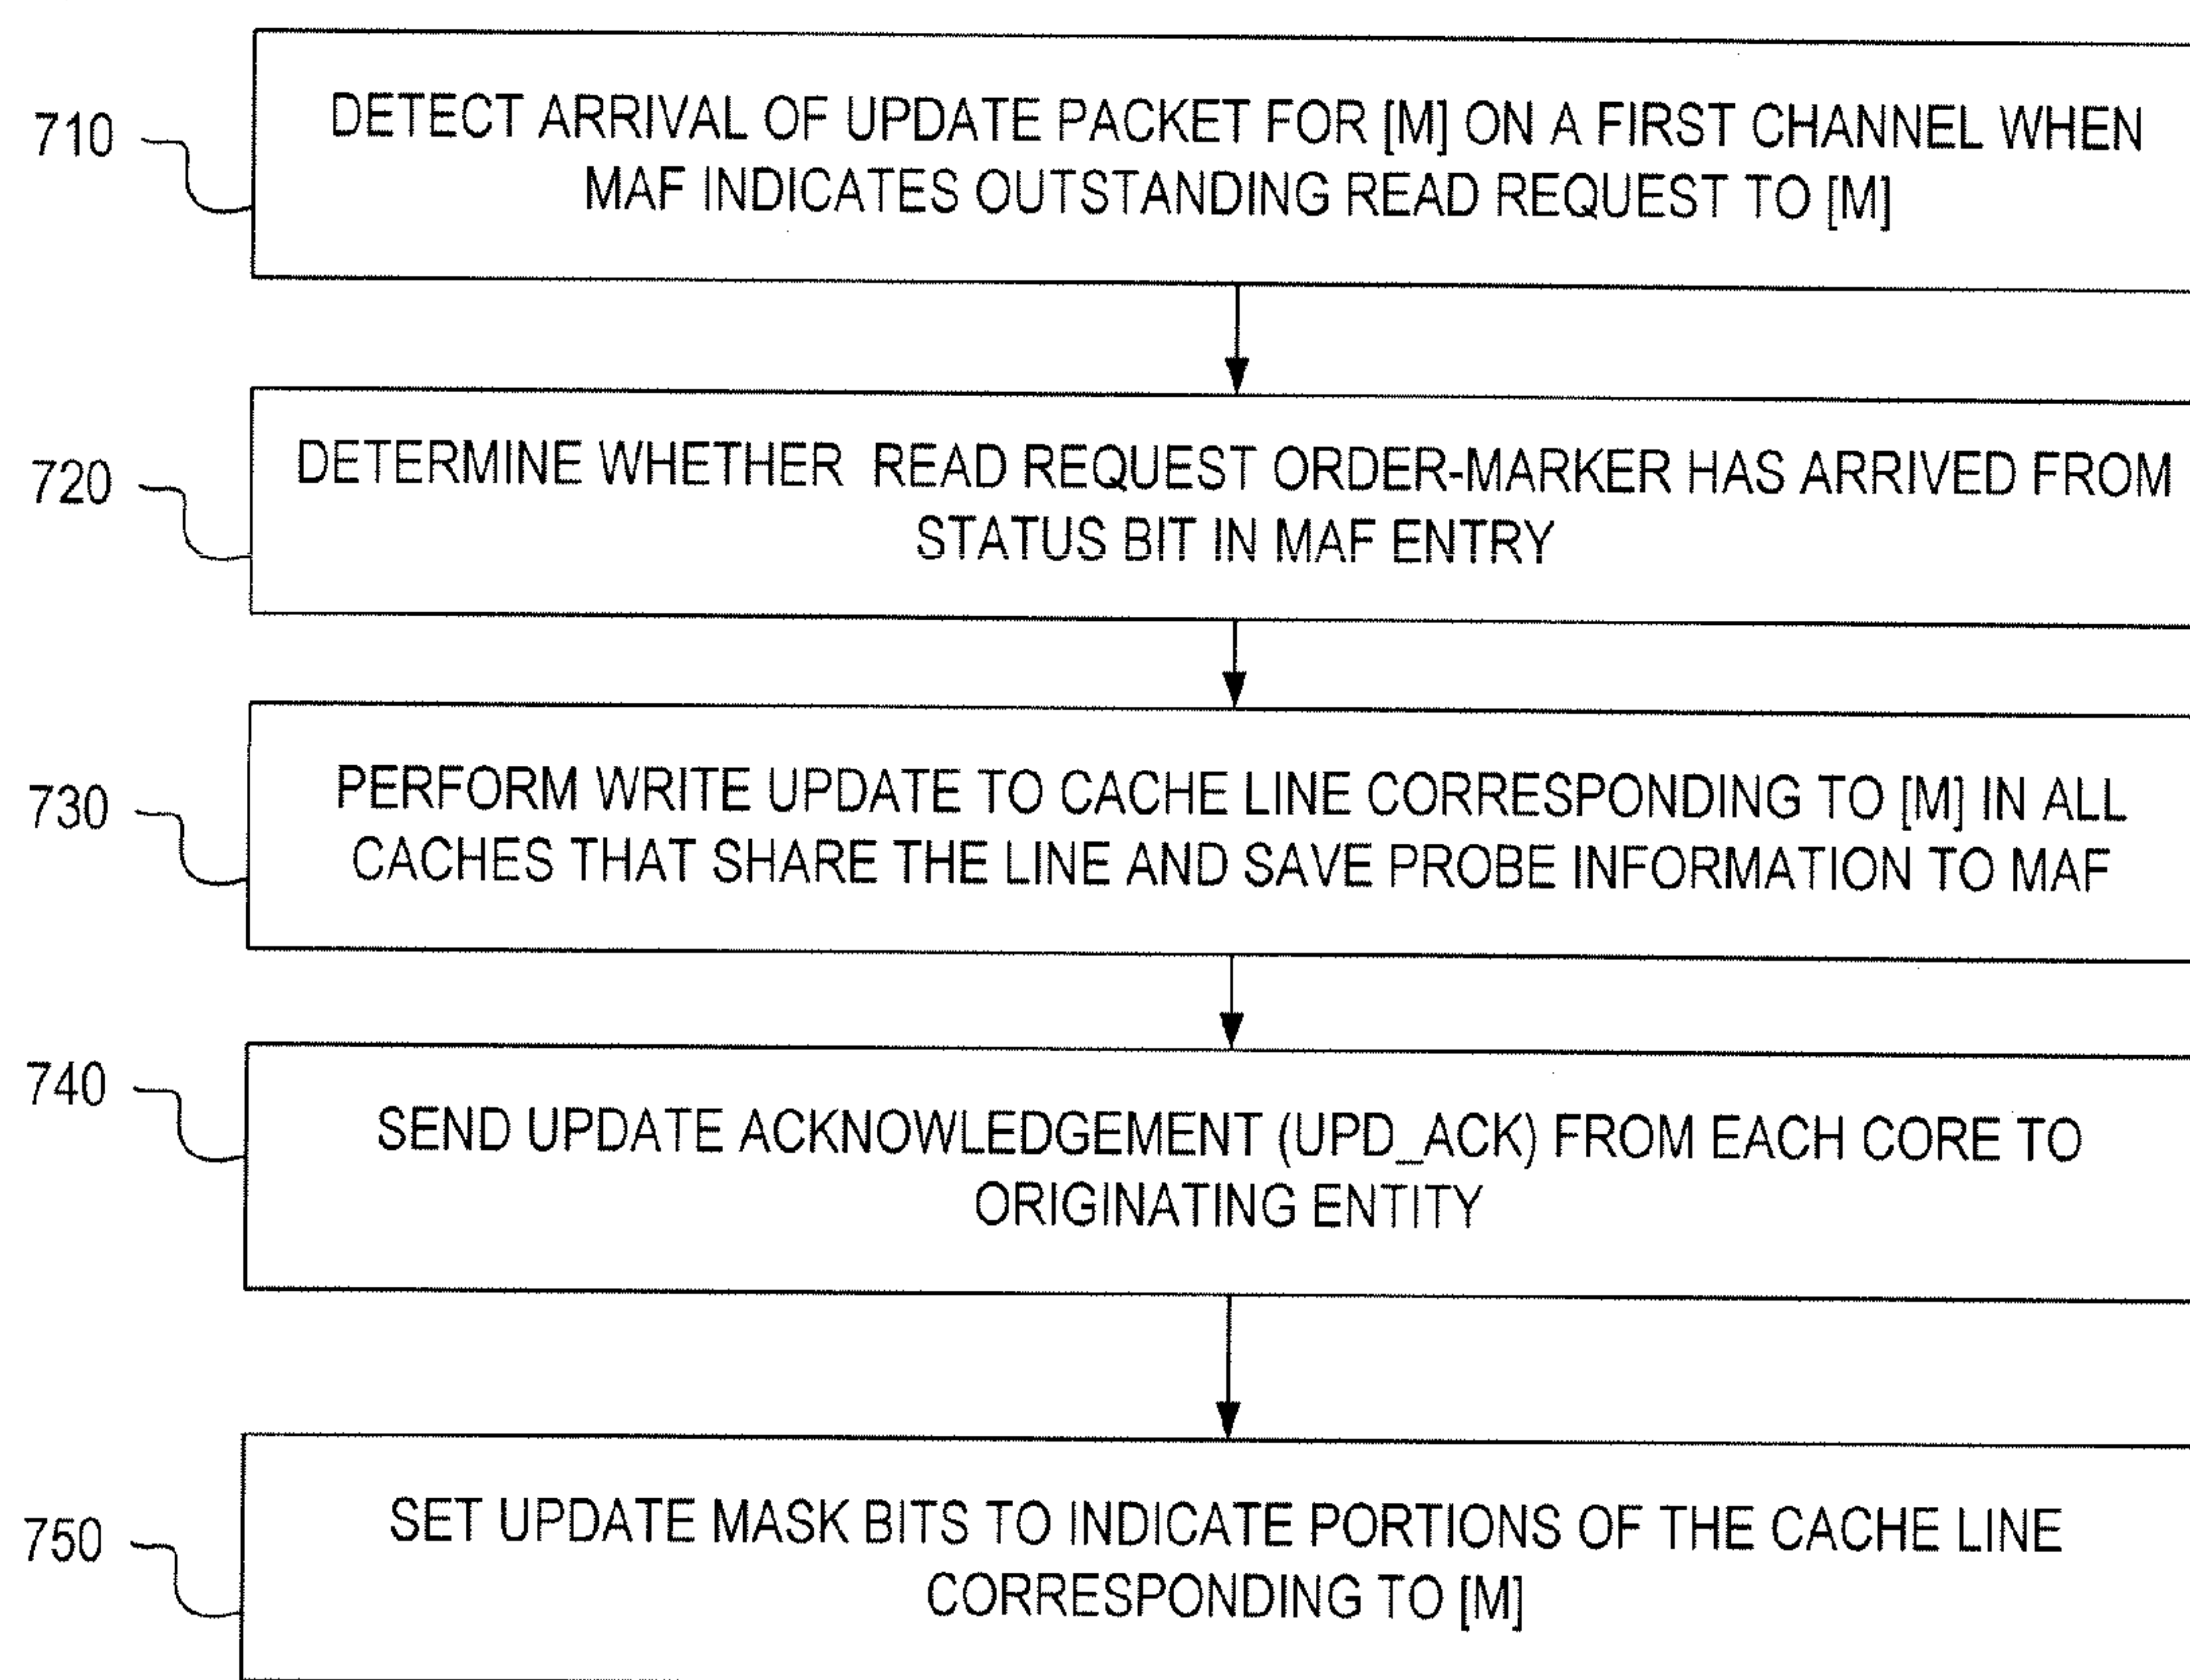 710
DETECT ARRIVAL OF UPDATE PACKET FOR [M] ON A FIRST CHANNEL WHEN
MAF INDICATES OUTSTANDING READ REQUEST TO [M]
720
DETERMINE WHETHER READ REQUEST ORDER-MARKER HAS ARRIVED FROM
STATUS BIT IN MAF ENTRY
730
PERFORM WRITE UPDATE TO CACHE LINE CORRESPONDING TO [M] IN ALL
CACHES THAT SHARE THE LINE AND SAVE PROBE INFORMATION TO MAF
740
SEND UPDATE ACKNOWLEDGEMENT (UPD_ACK) FROM EACH CORE TO
ORIGINATING ENTITY
750
SET UPDATE MASK BITS TO INDICATE PORTIONS OF THE CACHE LINE
CORRESPONDING TO [M]